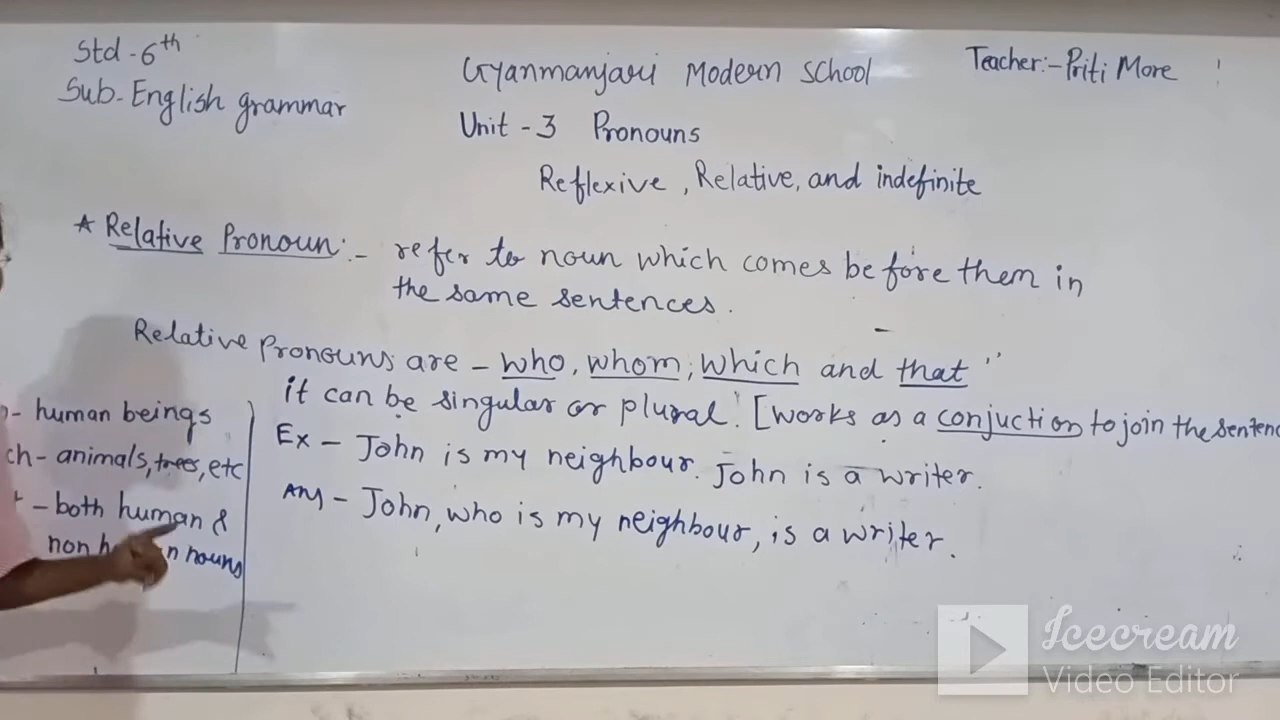 Std - 6th
Sub- English grammar
Gyanmanjari Modern School
Teacher:- Priti More
Unit - 3 Pronouns
Reflexive, Relative, and indefinite
* Relative Pronoun:- refer to noun which comes before them in
the same sentences.
Relative Pronouns are - who, whom, which and that"
it can be singular or plural. [works as a conjuction to join the sentenc
- human beings
ch- animals, trees, etc
- both human &
non nouns
Ex - John is my neighbour. John is a writer.
Ans - John, who is my neighbour, is a writer.
Icecream
Video Editor